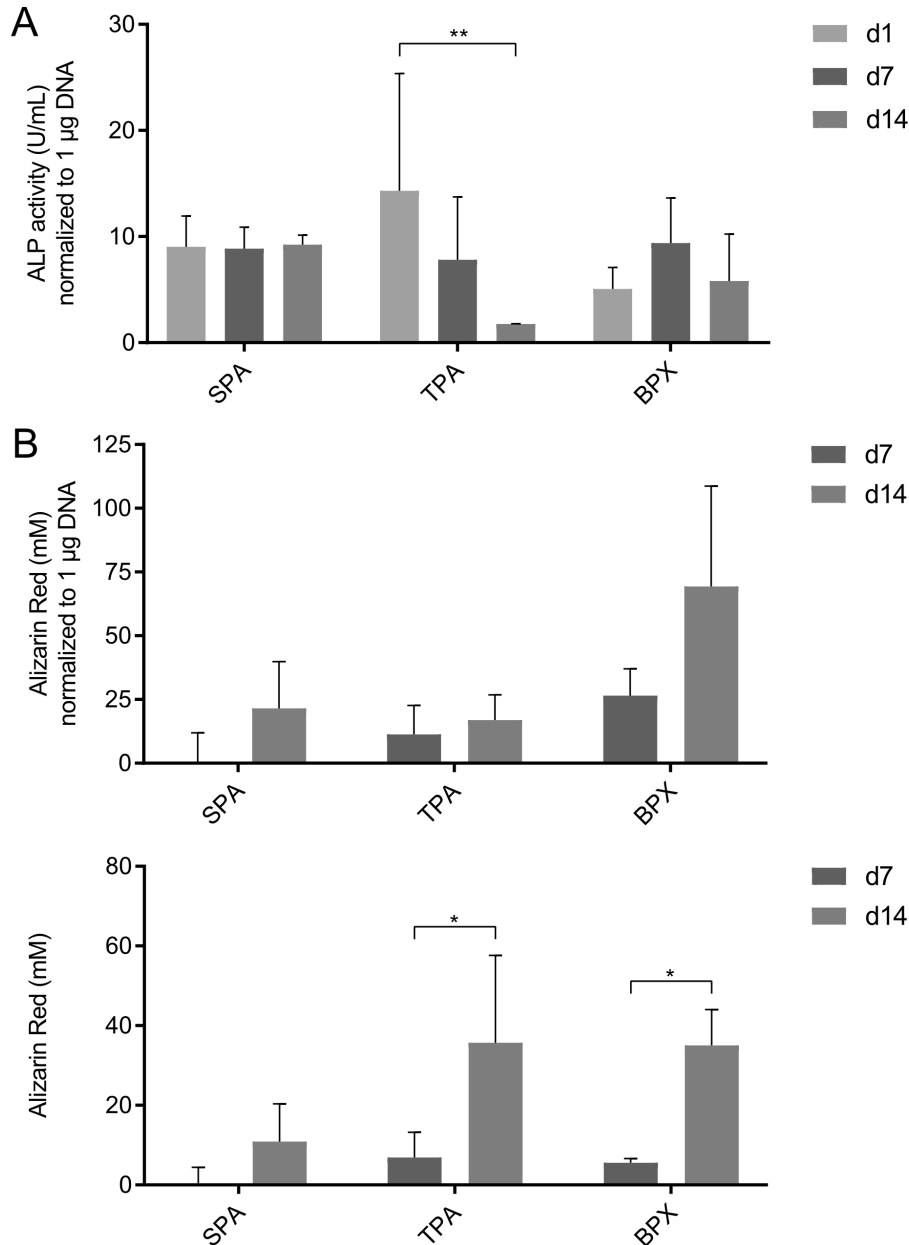 A
ALP activity (U/mL)
normalized to 1 µg DNA
30
20
10
0
**
SPA
TPA
BPX
d1
d7
d14
B
Alizarin Red (mM)
normalized to 1 µg DNA
125
100
75
50
25
0
SPA
TPA
BPX
d7
d14
Alizarin Red (mM)
80
60
40
20
0
*
*
SPA
TPA
BPX
d7
d14